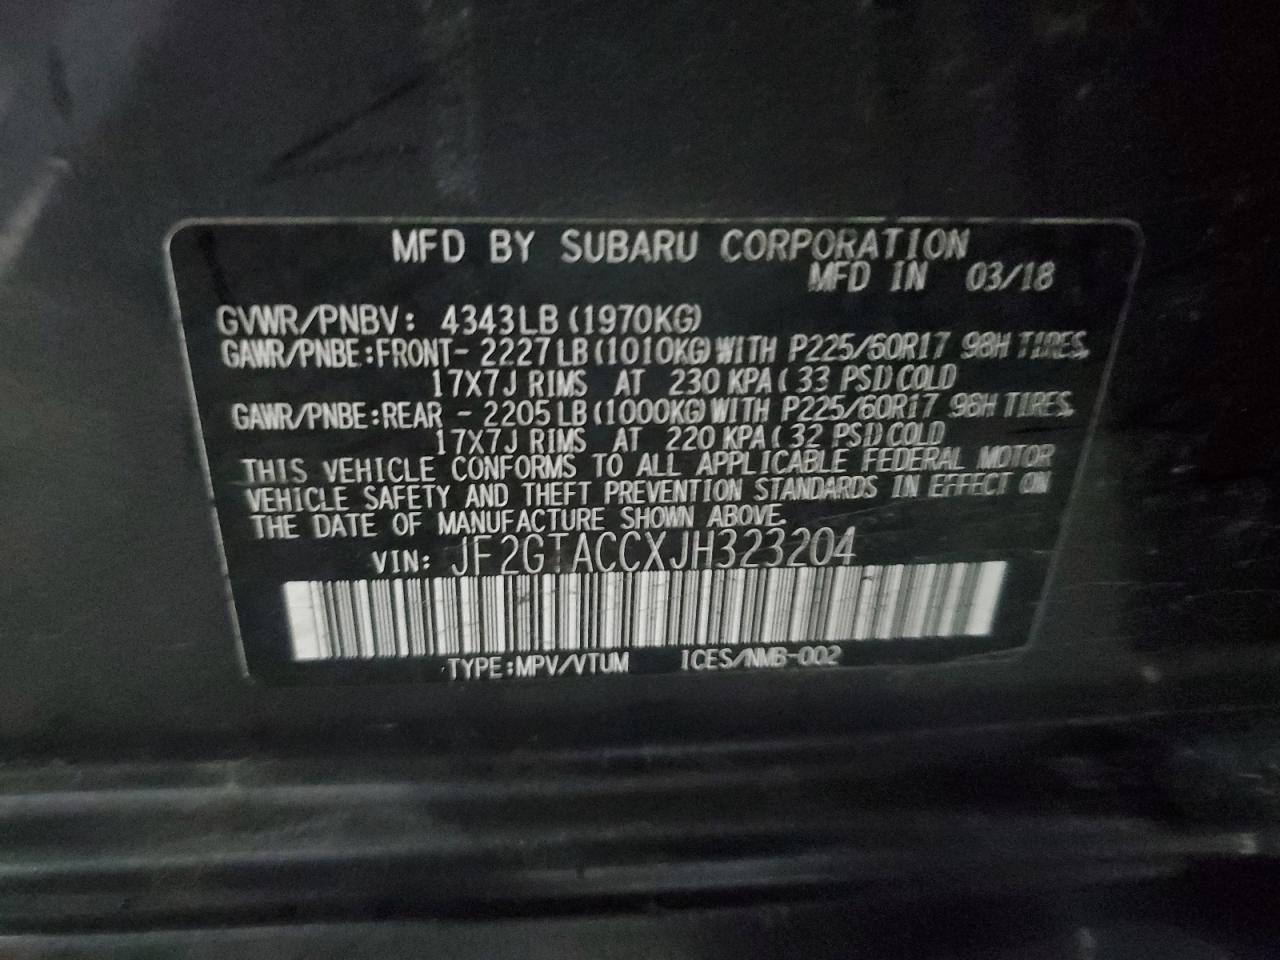 MFD BY SUBARU CORPORATION
MFD IN 03/18
GVWR/PNBV: 4343LB (1970KG)
GAWR/PNBE:FRONT- 2227LB (1010KG) WITH P225/60R17 98H TIRES,
17X7J RIMS AT 230 KPA (33 PSI) COLD
GAWR/PNBE:REAR - 2205LB (1000KG) WITH P225/60R17 98H TIRES,
17X7J RIMS AT 220 KPA (32 PSI) COLD
THIS VEHICLE CONFORMS TO ALL APPLICABLE FEDERAL MOTOR
VEHICLE SAFETY AND THEFT PREVENTION STANDARDS IN EFFECT ON
THE DATE OF MANUFACTURE SHOWN ABOVE.
VIN: JF2GTACCXJH323204
TYPE:MPV/VTUM ICES/NMB-002